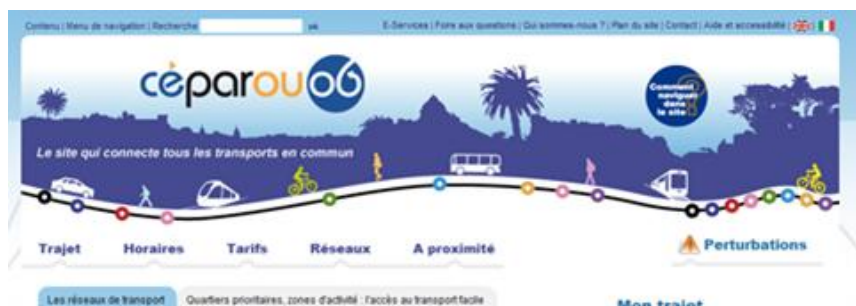 Contenu | Menu de navigation | Recherche ok E-Services | Foire aux questions | Qui sommes-nous ? | Plan du site | Contact | Aide et accessibilité |
céparou06
Comment naviguer dans le site ?
Le site qui connecte tous les transports en commun
Trajet Horaires Tarifs Réseaux A proximité Perturbations
Les réseaux de transport Quartiers prioritaires, zones d'activité : l'accès au transport facile
Mon trajet